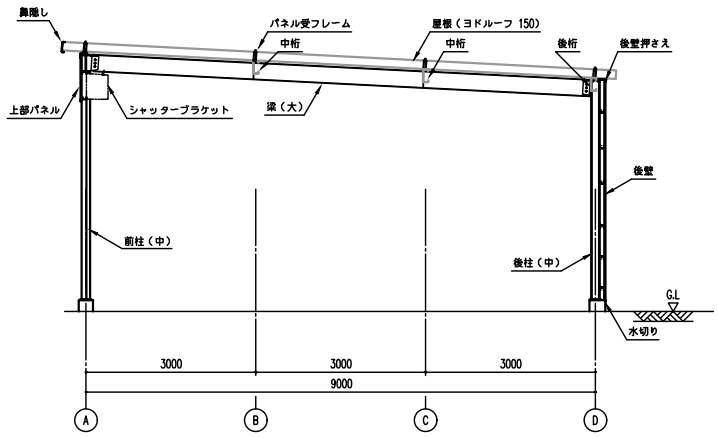 鼻隠し
パネル受フレーム
屋根(ヨドルーフ 150)
中桁
中桁
後桁
後壁押さえ
上部パネル
シャッターブラケット
梁(大)
後壁
前柱(中)
後柱(中)
G.L
水切り
3000
3000
3000
9000
A
B
C
D